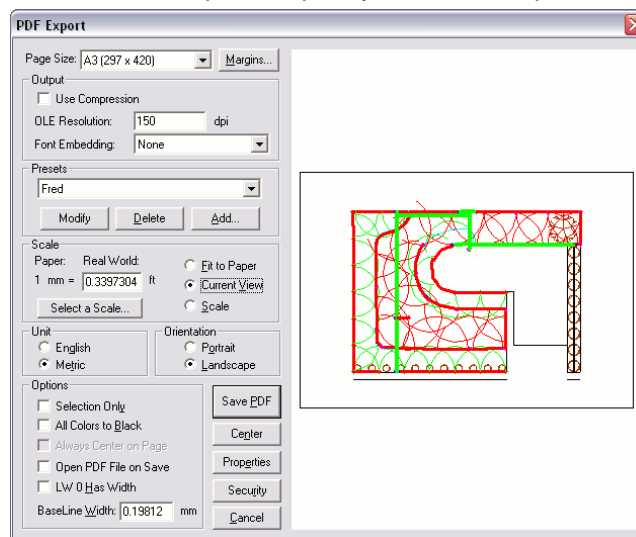 PDF Export
Page Size: A3 (297 x 420) Margins...
Output
Use Compression
OLE Resolution: 150 dpi
Font Embedding: None
Presets
Fred
Modify Delete Add...
Scale
Paper: Real World:
1 mm = 0.3397304 ft
Select a Scale...
Fit to Paper
Current View
Scale
Unit
English
Metric
Orientation
Portrait
Landscape
Options
Selection Only
All Colors to Black
Always Center on Page
Open PDF File on Save
LW 0 Has Width
BaseLine Width: 0.19812 mm
Save PDF
Center
Properties
Security
Cancel